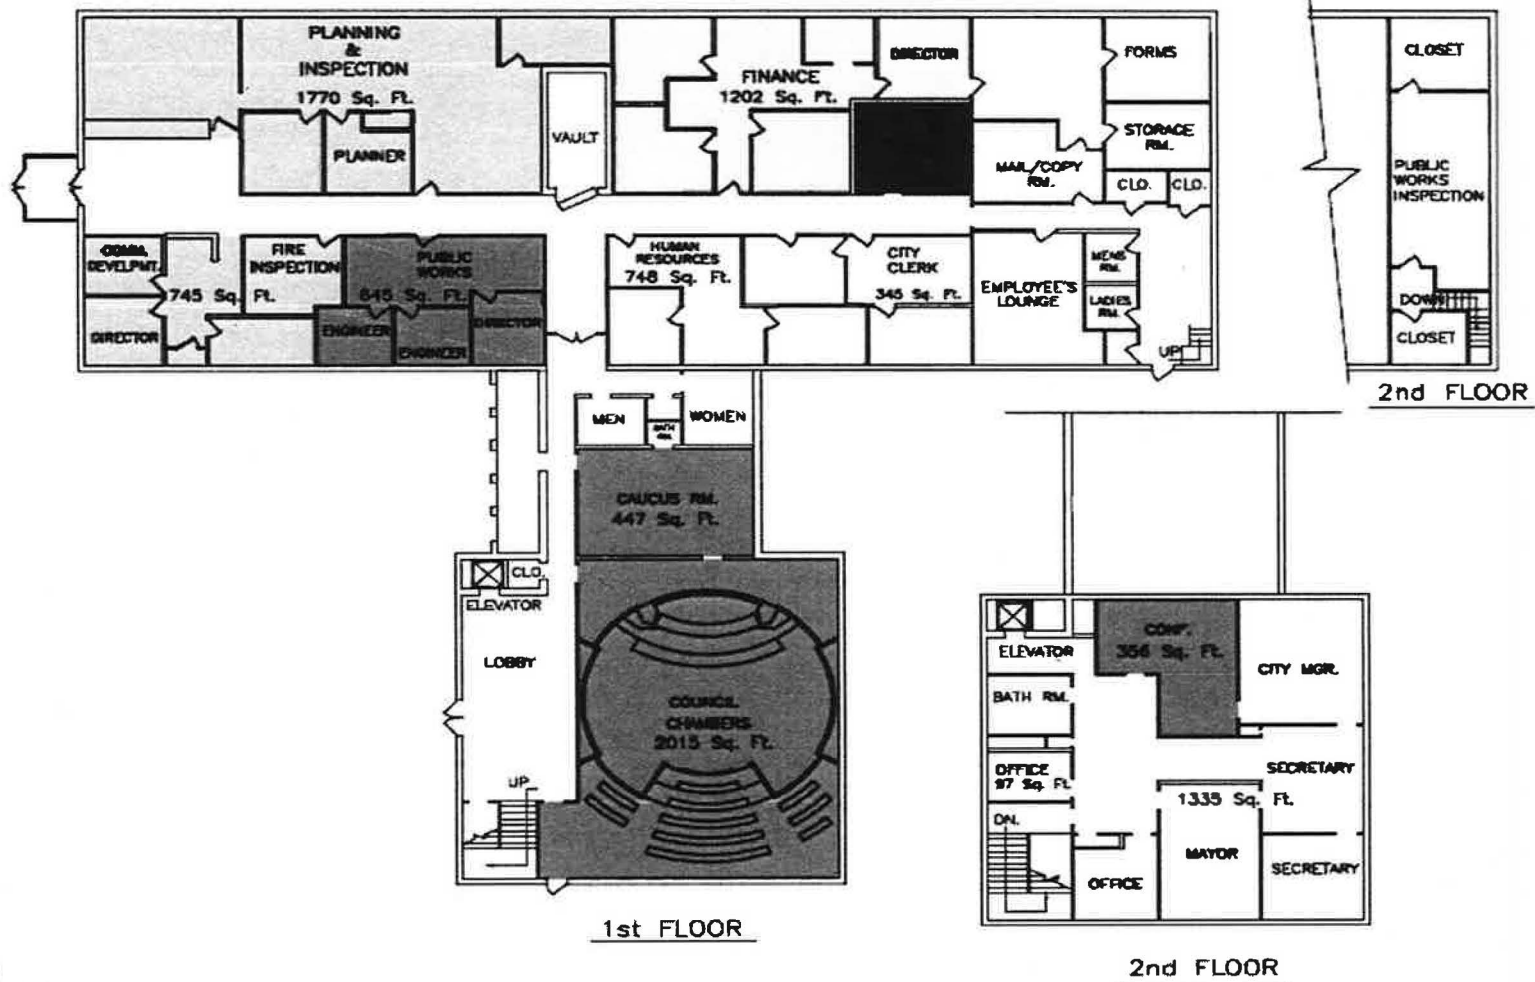 PLANNING
&
INSPECTION
1770 Sq. Ft.
PLANNER
VAULT
FINANCE
1202 Sq. Ft.
DIRECTOR
FORMS
STORAGE
RM.
MAIL/COPY
RM.
CLO.
CLO.
COMM.
DEVELPMT.
745 Sq. Ft.
DIRECTOR
FIRE
INSPECTION
PUBLIC
WORKS
645 Sq. Ft.
ENGINEER
ENGINEER
DIRECTOR
HUMAN
RESOURCES
748 Sq. Ft.
CITY
CLERK
345 Sq. Ft.
EMPLOYEE'S
LOUNGE
MENS
RM.
LADIES
RM.
UP
CLOSET
PUBLIC
WORKS
INSPECTION
DOWN
CLOSET
2nd FLOOR
MEN
BATH
RM.
WOMEN
CAUCUS RM.
447 Sq. Ft.
CLO.
ELEVATOR
LOBBY
UP
COUNCIL
CHAMBERS
2015 Sq. Ft.
1st FLOOR
ELEVATOR
CONF.
356 Sq. Ft.
CITY MGR.
BATH RM.
OFFICE
97 Sq. Ft
SECRETARY
1335 Sq. Ft.
DN.
OFFICE
MAYOR
SECRETARY
2nd FLOOR